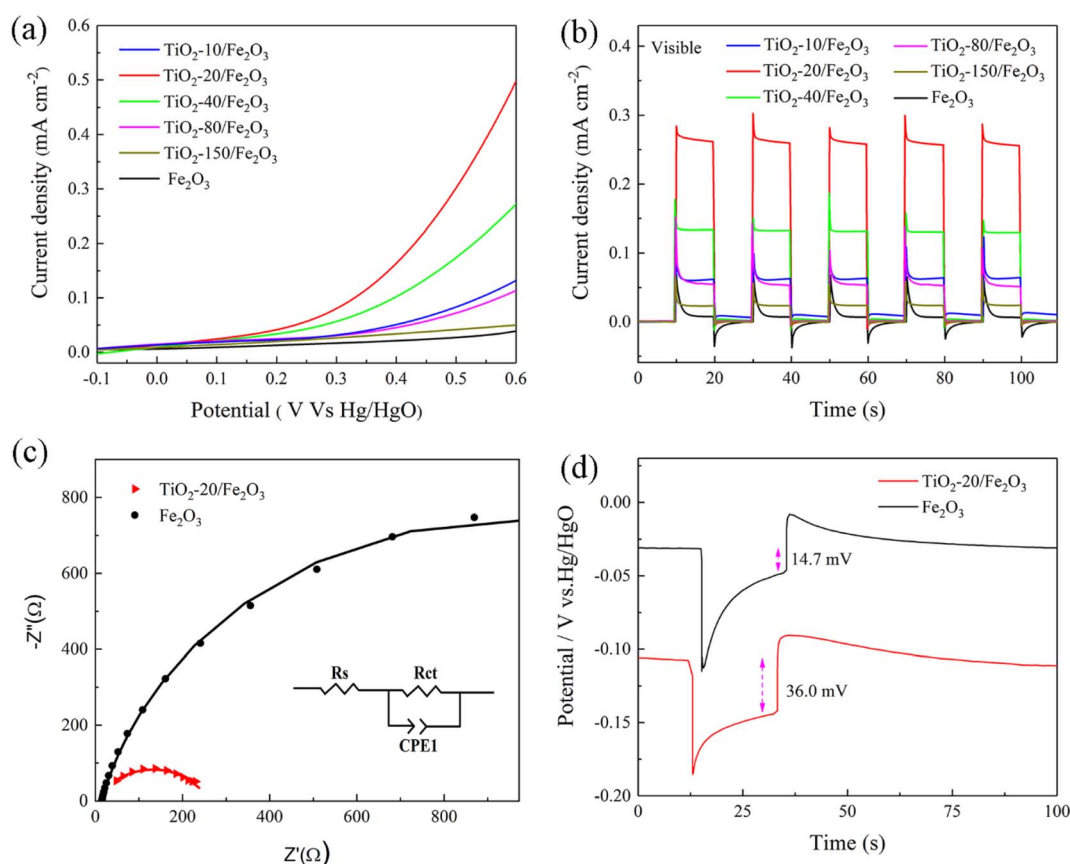 (a)
TiO₂-10/Fe₂O₃
TiO₂-20/Fe₂O₃
TiO₂-40/Fe₂O₃
TiO₂-80/Fe₂O₃
TiO₂-150/Fe₂O₃
Fe₂O₃
Current density (mA cm⁻²)
0.6
0.5
0.4
0.3
0.2
0.1
0.0
-0.1 0.0 0.1 0.2 0.3 0.4 0.5 0.6
Potential ( V Vs Hg/HgO)
(b)
Visible
TiO₂-10/Fe₂O₃
TiO₂-20/Fe₂O₃
TiO₂-40/Fe₂O₃
TiO₂-80/Fe₂O₃
TiO₂-150/Fe₂O₃
Fe₂O₃
Current density (mA cm⁻²)
0.4
0.3
0.2
0.1
0.0
0 20 40 60 80 100
Time (s)
(c)
TiO₂-20/Fe₂O₃
Fe₂O₃
-Z"(Ω)
800
600
400
200
0
Rs
Rct
CPE1
0 200 400 600 800
Z'(Ω)
(d)
TiO₂-20/Fe₂O₃
Fe₂O₃
Potential / V vs.Hg/HgO
0.00
-0.05
-0.10
-0.15
-0.20
14.7 mV
36.0 mV
0 25 50 75 100
Time (s)